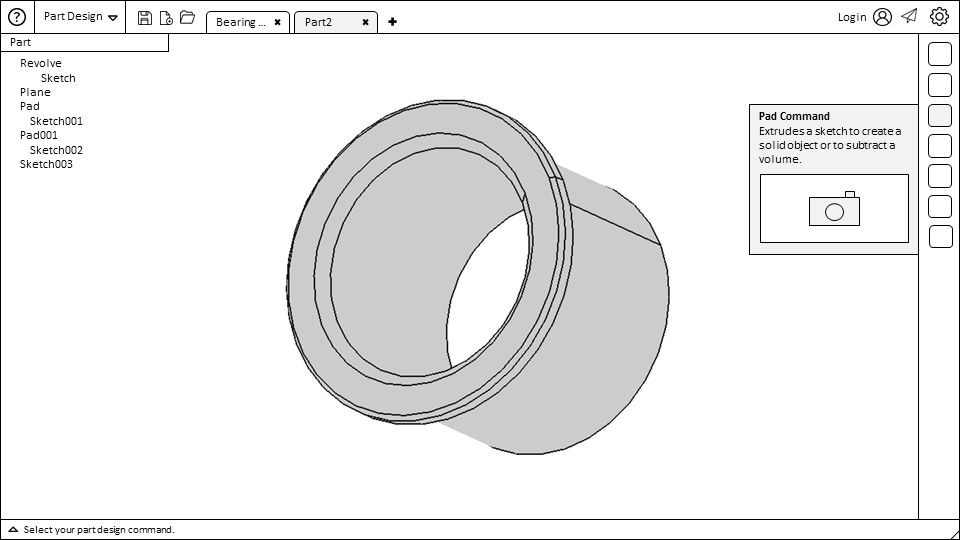 ?
Part Design
Bearing ...
Part2
Login
Part
Revolve
Sketch
Plane
Pad
Sketch001
Pad001
Sketch002
Sketch003
Pad Command
Extrudes a sketch to create a
solid object or to subtract a
volume.
Select your part design command.